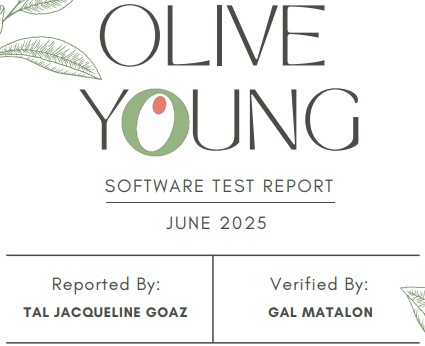 OLIVE
YOUNG
SOFTWARE TEST REPORT
JUNE 2025
Reported By:
TAL JACQUELINE GOAZ
Verified By:
GAL MATALON